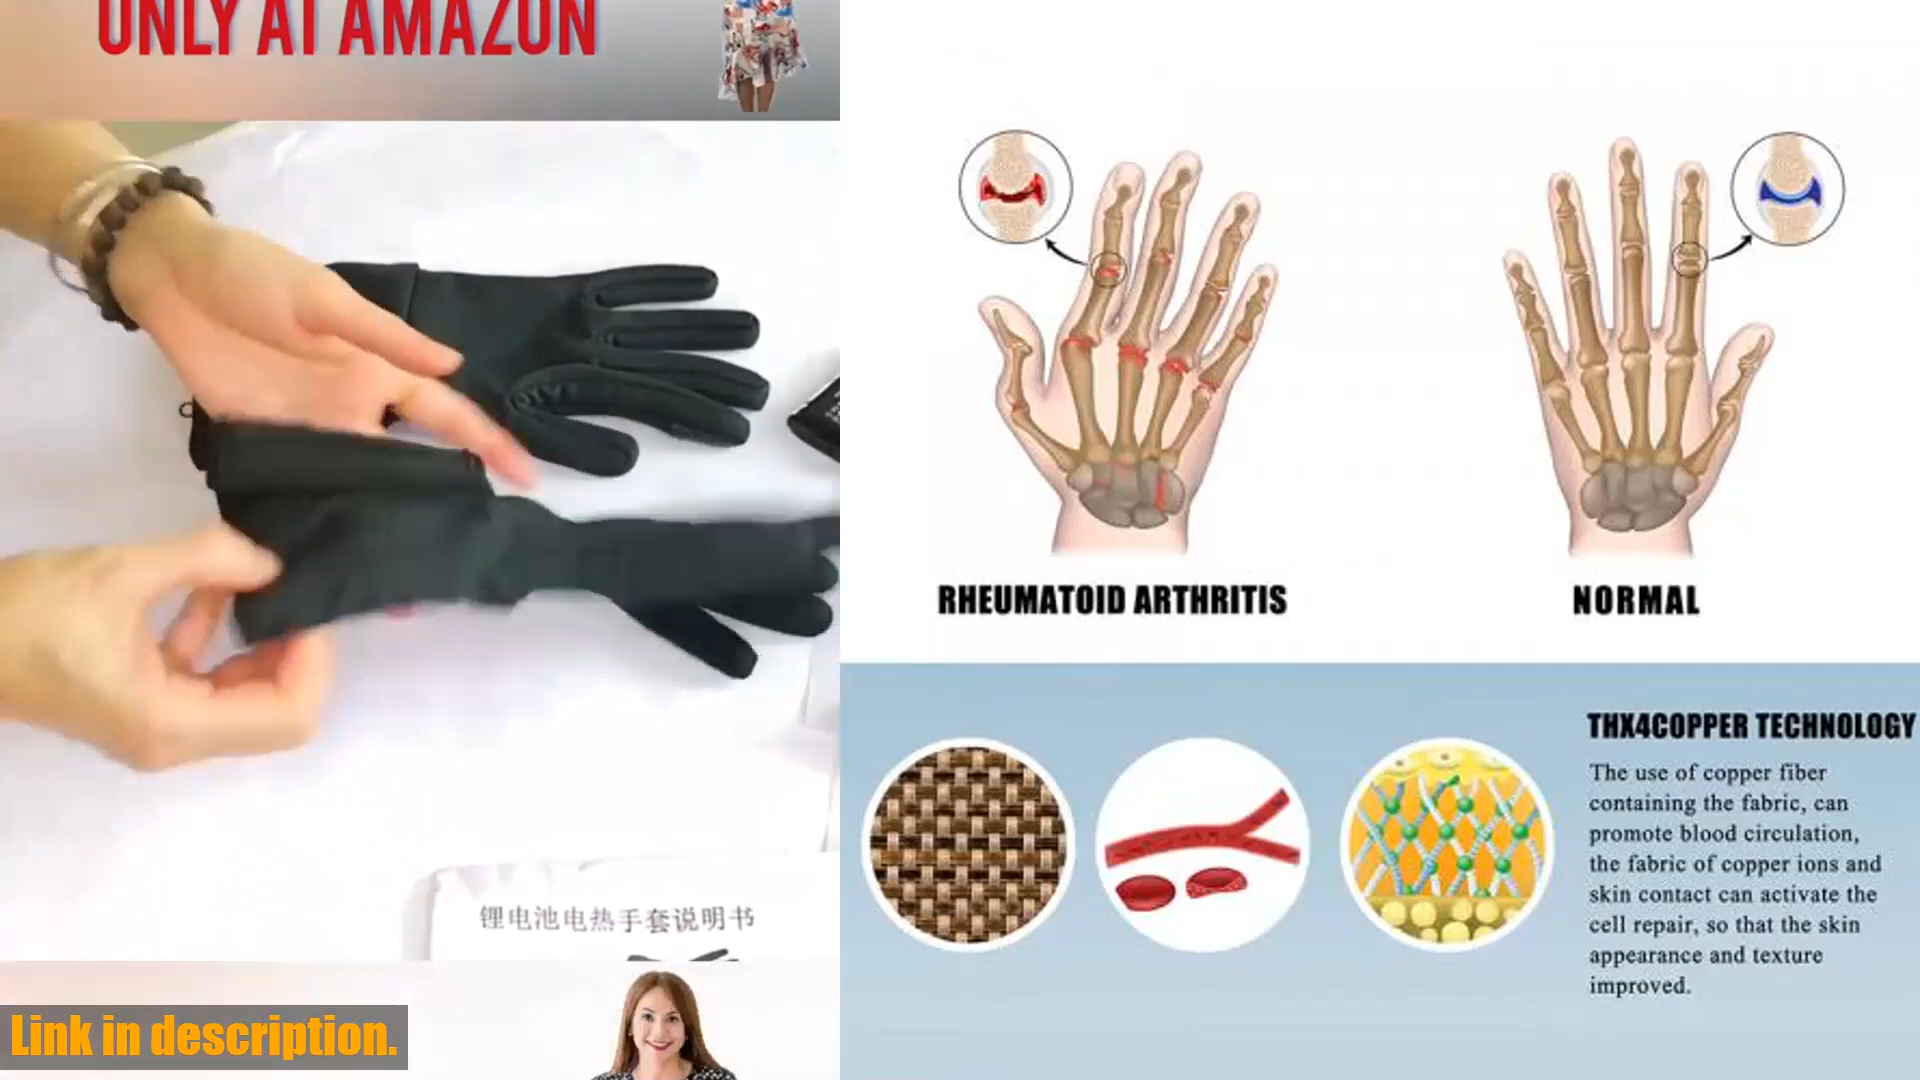 ONLY AT AMAZON
锂电池电热手套说明书
Link in description.
RHEUMATOID ARTHRITIS
NORMAL
THX4COPPER TECHNOLOGY
The use of copper fiber
containing the fabric, can
promote blood circulation,
the fabric of copper ions and
skin contact can activate the
cell repair, so that the skin
appearance and texture
improved.